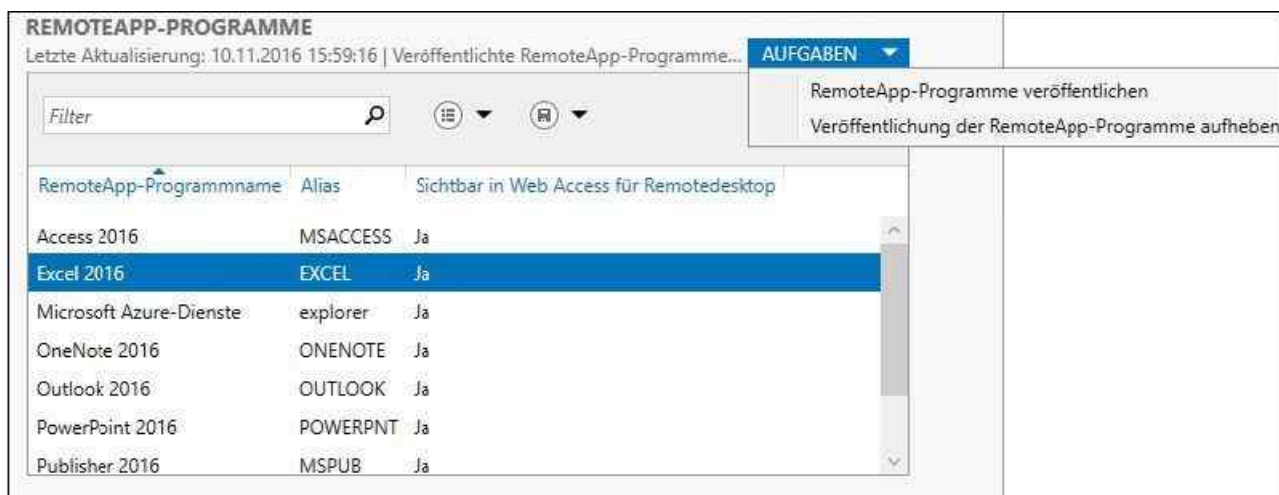 REMOTEAPP-PROGRAMME
Letzte Aktualisierung: 10.11.2016 15:59:16 | Veröffentlichte RemoteApp-Programme... AUFGABEN
RemoteApp-Programme veröffentlichen
Veröffentlichung der RemoteApp-Programme aufheben
Filter
RemoteApp-Programmname Alias Sichtbar in Web Access für Remotedesktop
Access 2016 MSACCESS Ja
Excel 2016 EXCEL Ja
Microsoft Azure-Dienste explorer Ja
OneNote 2016 ONENOTE Ja
Outlook 2016 OUTLOOK Ja
PowerPoint 2016 POWERPNT Ja
Publisher 2016 MSPUB Ja